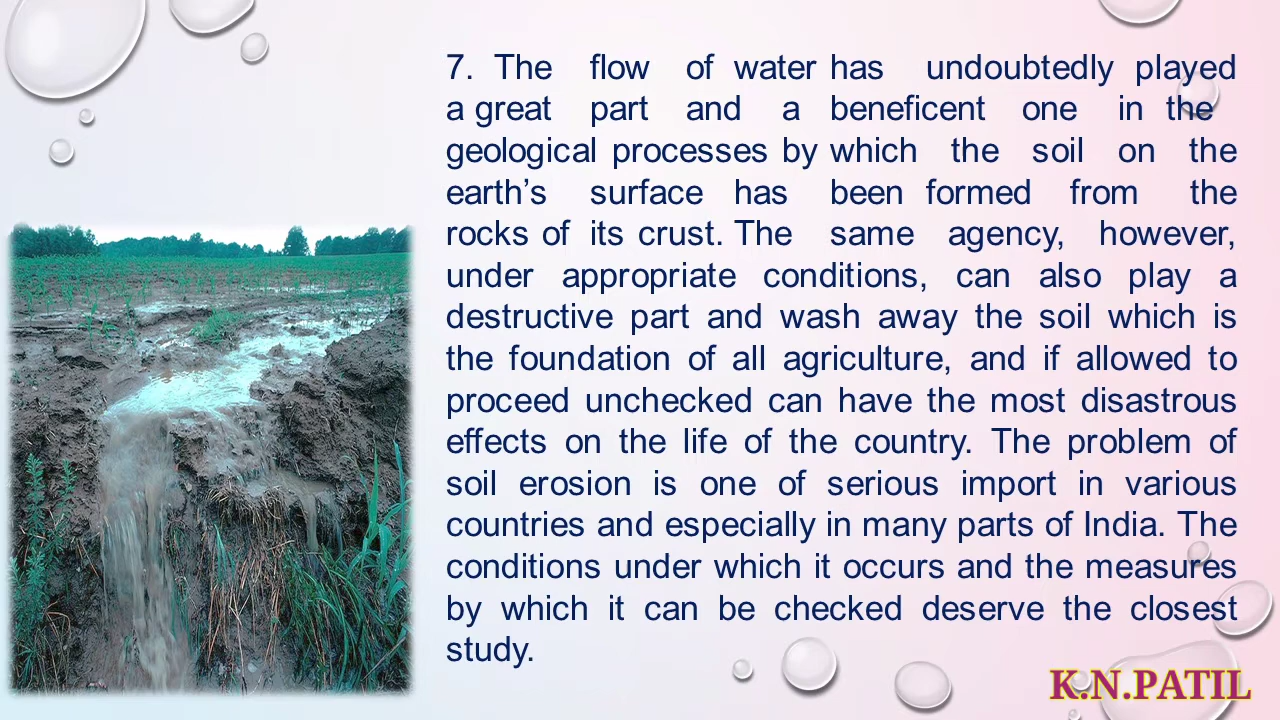 7. The flow of water has undoubtedly played
a great part and a beneficent one in the
geological processes by which the soil on the
earth’s surface has been formed from the
rocks of its crust. The same agency, however,
under appropriate conditions, can also play a
destructive part and wash away the soil which is
the foundation of all agriculture, and if allowed to
proceed unchecked can have the most disastrous
effects on the life of the country. The problem of
soil erosion is one of serious import in various
countries and especially in many parts of India. The
conditions under which it occurs and the measures
by which it can be checked deserve the closest
study.
K.N.PATIL